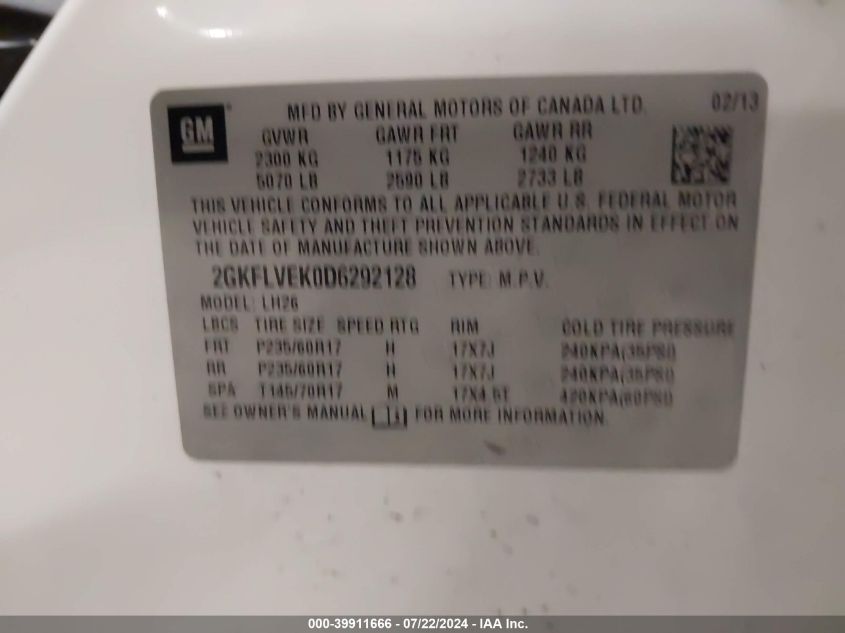 MFD BY GENERAL MOTORS OF CANADA LTD. 02/13
GM
GVWR GAWR FRT GAWR RR
2300 KG 1175 KG 1240 KG
5070 LB 2590 LB 2733 LB
THIS VEHICLE CONFORMS TO ALL APPLICABLE U.S. FEDERAL MOTOR
VEHICLE SAFETY AND THEFT PREVENTION STANDARDS IN EFFECT ON
THE DATE OF MANUFACTURE SHOWN ABOVE.
2GKFLVEK0D6292128 TYPE: M.P.V.
MODEL: LH26
LBCS TIRE SIZE SPEED RTG RIM COLD TIRE PRESSURE
FRT P235/60R17 H 17X7J 240KPA(35PSI)
RR P235/60R17 H 17X7J 240KPA(35PSI)
SPA T145/70R17 M 17X4.5T 420KPA(60PSI)
SEE OWNER'S MANUAL FOR MORE INFORMATION.
000-39911666 - 07/22/2024 - IAA Inc.